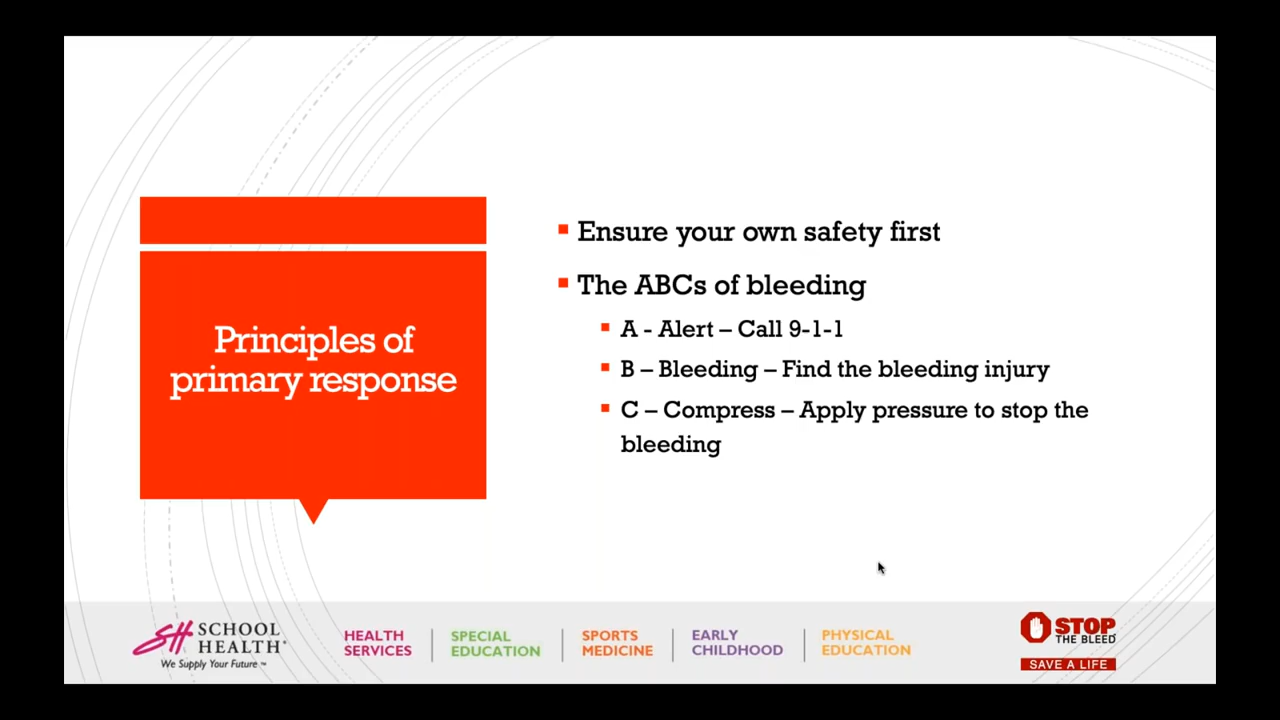 Principles of
primary response
Ensure your own safety first
The ABCs of bleeding
A - Alert – Call 9-1-1
B – Bleeding – Find the bleeding injury
C – Compress – Apply pressure to stop the
bleeding
SH SCHOOL
HEALTH
We Supply Your Future ™
HEALTH
SERVICES
SPECIAL
EDUCATION
SPORTS
MEDICINE
EARLY
CHILDHOOD
PHYSICAL
EDUCATION
STOP
THE BLEED
SAVE A LIFE